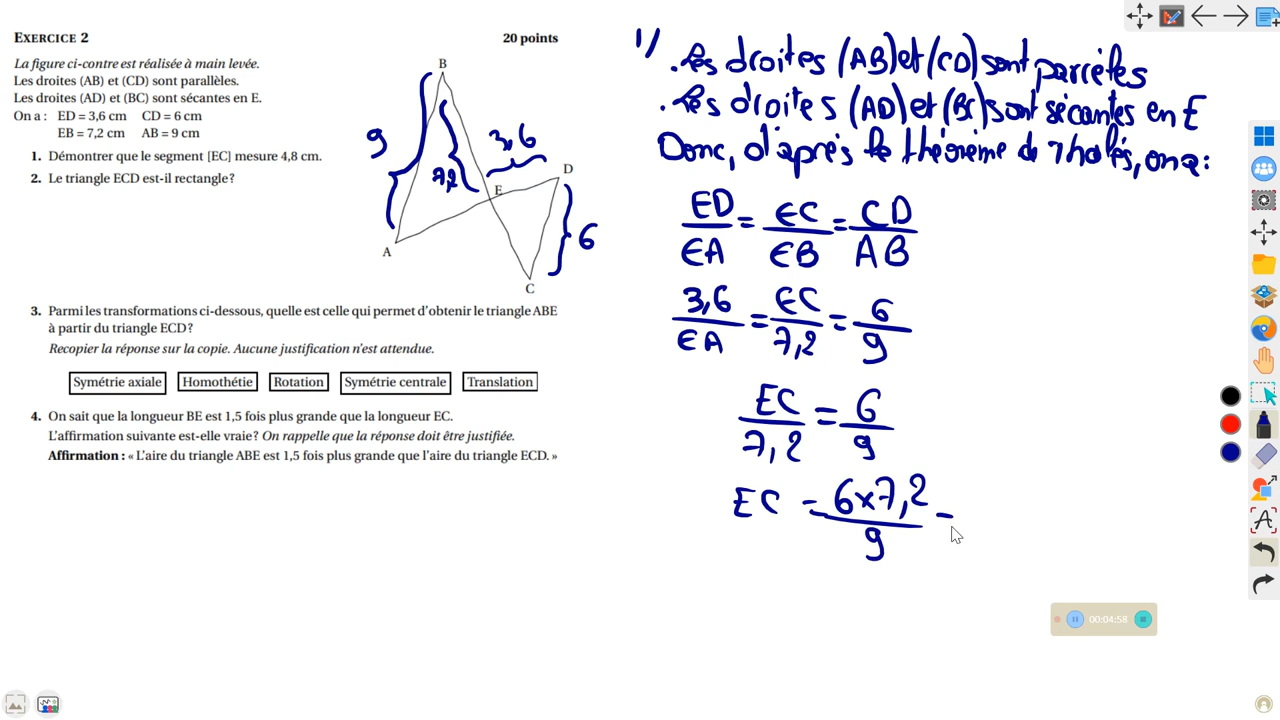 EXERCICE 2 20 points
La figure ci-contre est réalisée à main levée.
Les droites (AB) et (CD) sont parallèles.
Les droites (AD) et (BC) sont sécantes en E.
On a : ED = 3,6 cm CD = 6 cm
EB = 7,2 cm AB = 9 cm
1. Démontrer que le segment [EC] mesure 4,8 cm.
2. Le triangle ECD est-il rectangle ?
B
9
7,2
3,6
E
D
6
A
C
3. Parmi les transformations ci-dessous, quelle est celle qui permet d'obtenir le triangle ABE
à partir du triangle ECD ?
Recopier la réponse sur la copie. Aucune justification n'est attendue.
Symétrie axiale Homothétie Rotation Symétrie centrale Translation
4. On sait que la longueur BE est 1,5 fois plus grande que la longueur EC.
L'affirmation suivante est-elle vraie ? On rappelle que la réponse doit être justifiée.
Affirmation : « L'aire du triangle ABE est 1,5 fois plus grande que l'aire du triangle ECD. »
1/ . Les droites (AB) et (CD) sont
. Les droites (AD) et (BC) sont sécantes en E
Donc, d'après le théorème de Thalès, on a :
ED/EA = EC/EB = CD/AB
3,6/EA = EC/7,2 = 6/9
EC/7,2 = 6/9
EC = 6×7,2/9 =
00:04:58